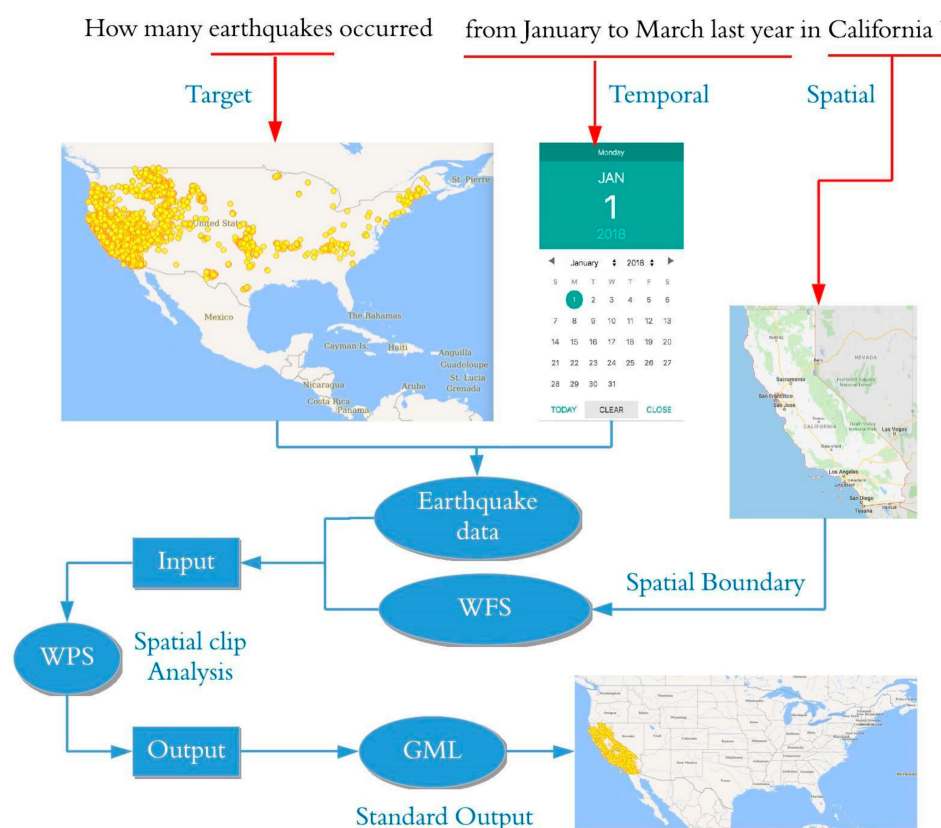 How many earthquakes occurred from January to March last year in California
Target
Temporal
Spatial
St. Pierre
United States
Mexico
The Bahamas
Cayman Is.
Haiti
Anguilla
Guadeloupe
St. Lucia
Grenada
Nicaragua
Aruba
Costa Rica
Panama
Monday
JAN
1
2018
January 2018
S M T W T F S
1 2 3 4 5 6
7 8 9 10 11 12 13
14 15 16 17 18 19 20
21 22 23 24 25 26 27
28 29 30 31
TODAY CLEAR CLOSE
NEVADA
Sacramento
San Francisco
San Jose
CALIFORNIA
Las Vegas
Los Angeles
San Diego
Tijuana
Earthquake
data
Input
Spatial Boundary
WFS
WPS
Spatial clip
Analysis
Output
GML
Standard Output